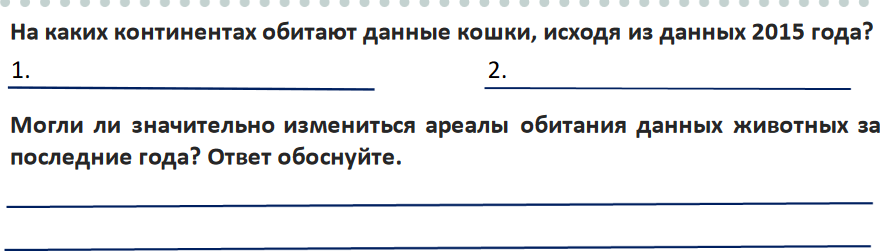 На каких континентах обитают данные кошки, исходя из данных 2015 года?
1. 2.
Могли ли значительно измениться ареалы обитания данных животных за
последние года? Ответ обоснуйте.